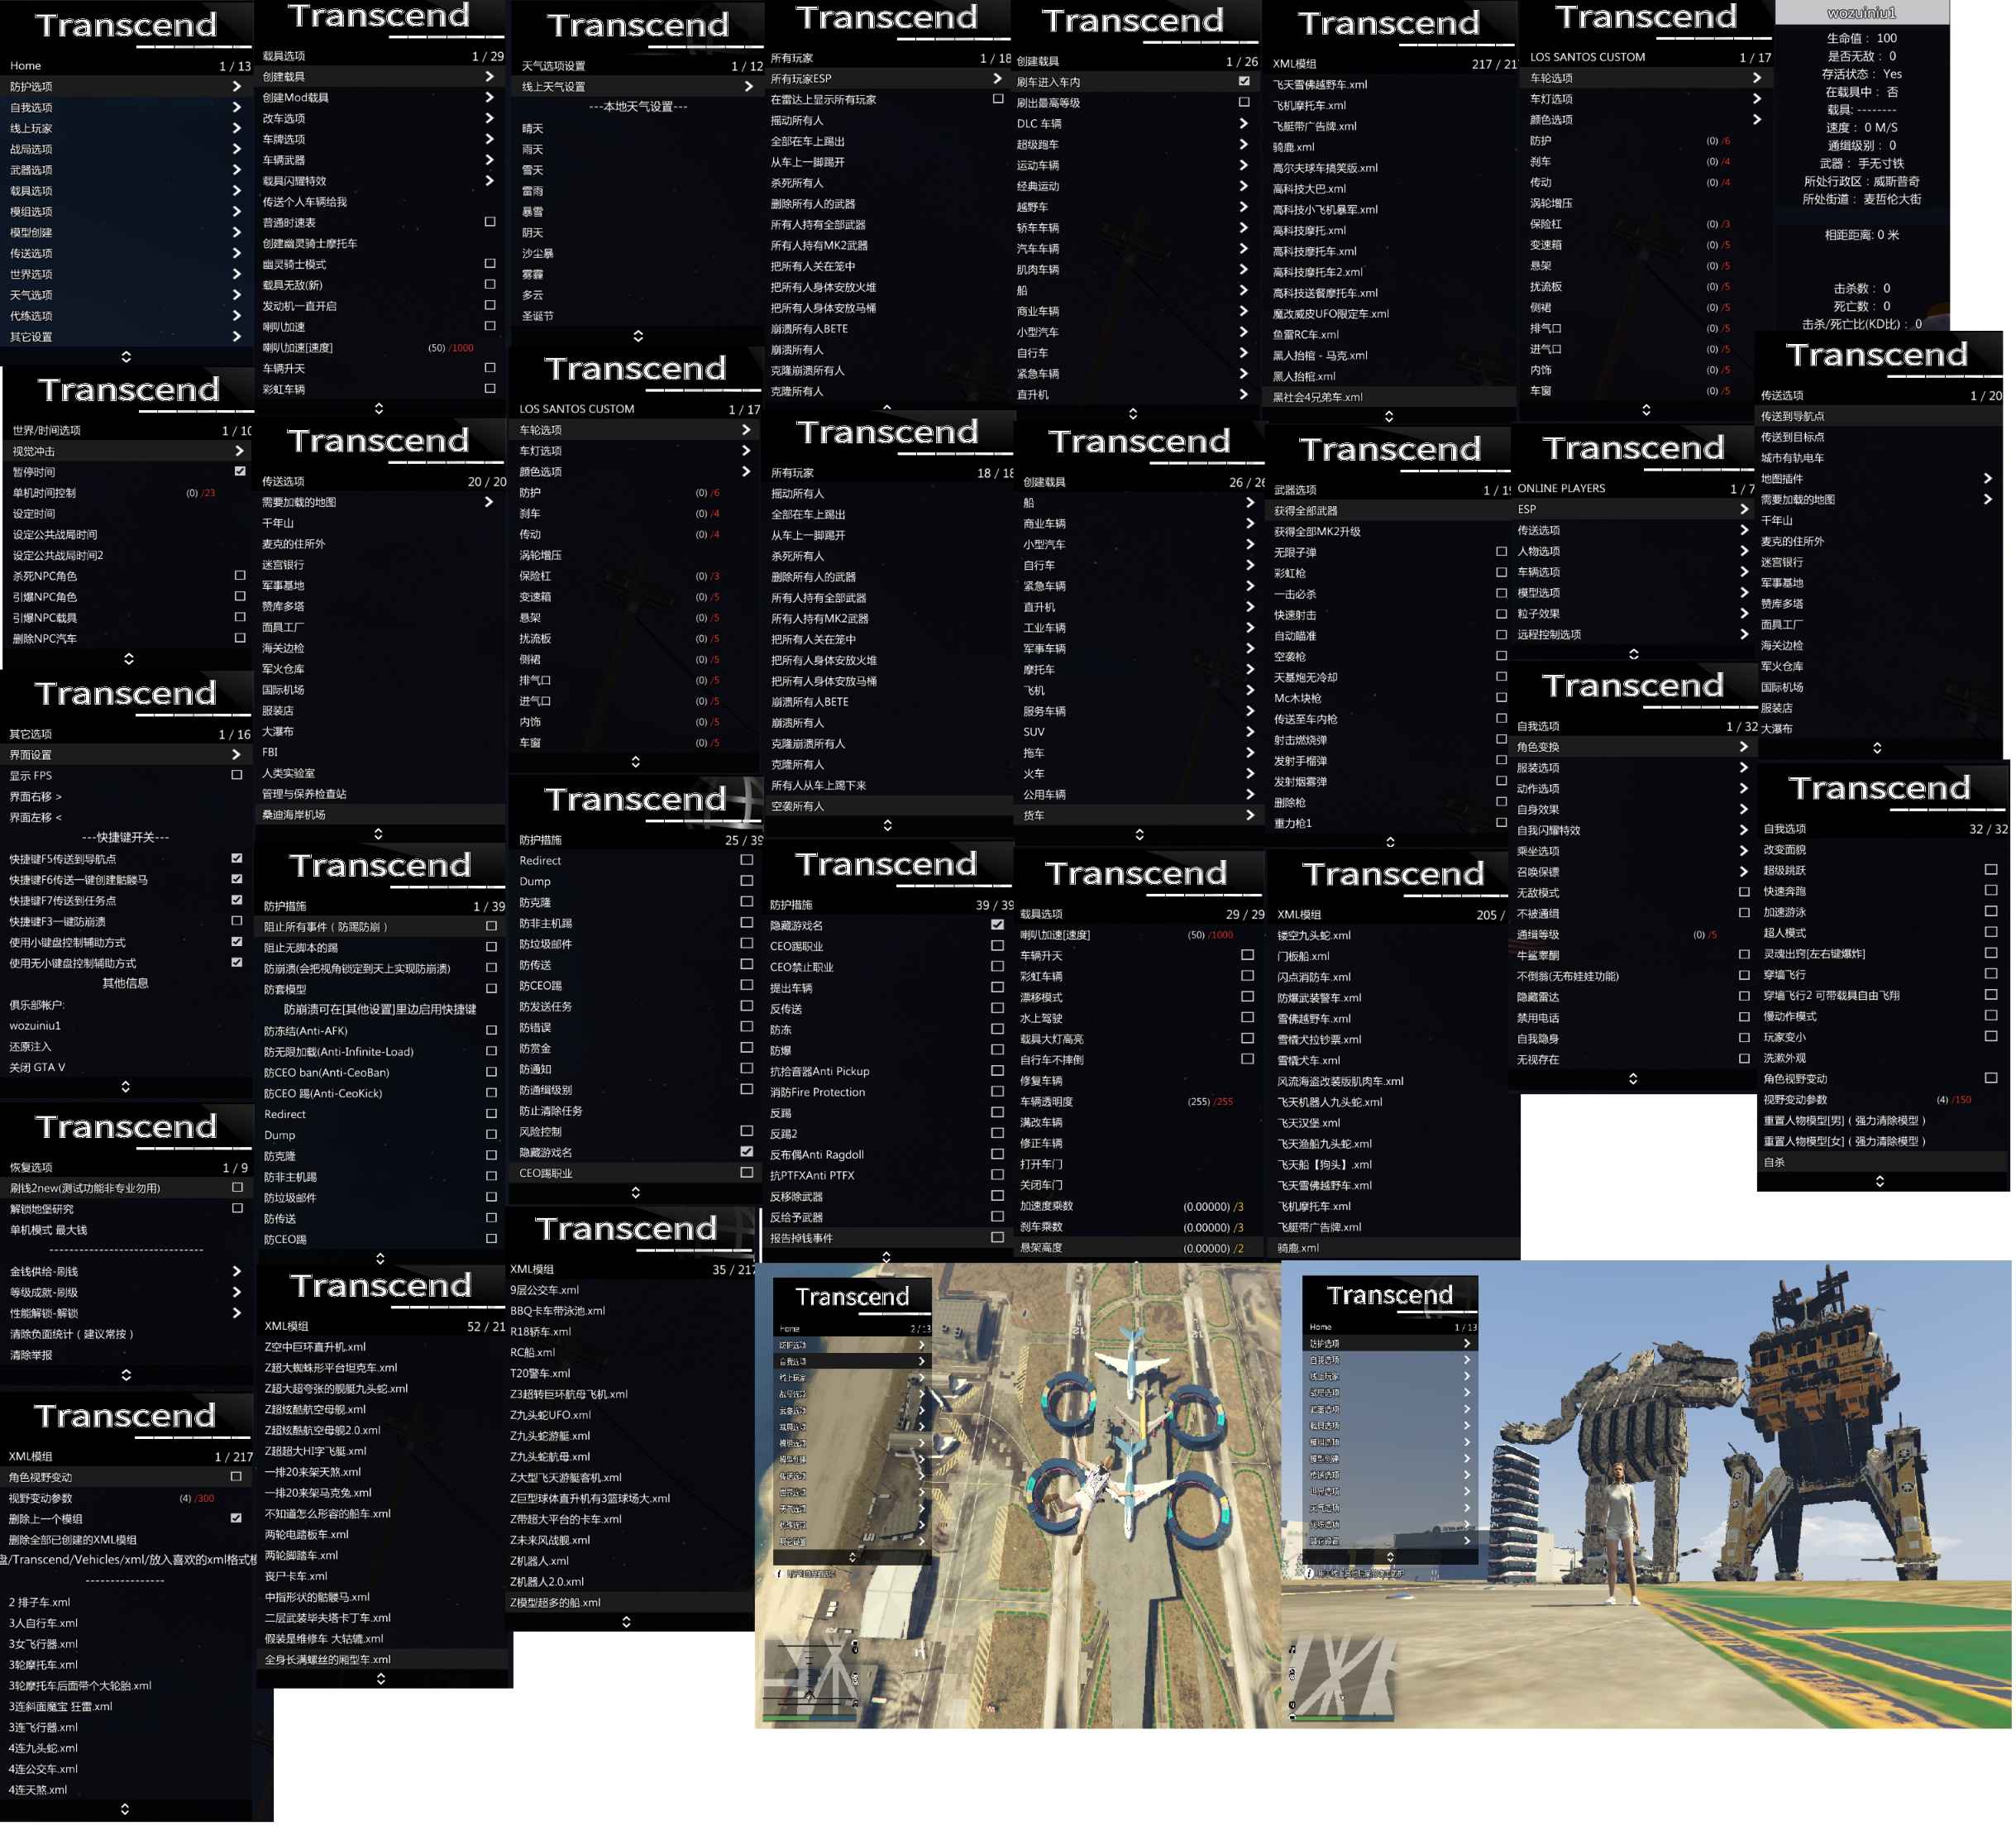 Transcend
Home 1 / 13
防护选项
自我选项
线上玩家
战局选项
武器选项
载具选项
模组选项
模型创建
传送选项
世界选项
天气选项
代练选项
其它设置
Transcend
世界/时间选项 1 / 10
视觉冲击
暂停时间
单机时间控制 (0) /23
设定时间
设定公共战局时间
设定公共战局时间2
杀死NPC角色
引爆NPC角色
引爆NPC载具
删除NPC汽车
Transcend
其它选项 1 / 16
界面设置
显示 FPS
界面右移 >
界面左移 <
---快捷键开关---
快捷键F5传送到导航点
快捷键F6传送一键创建骷髅马
快捷键F7传送到任务点
快捷键F3一键防崩溃
使用小键盘控制辅助方式
使用无小键盘控制辅助方式
其他信息
俱乐部帐户:
wozuiniu1
还原注入
关闭 GTA V
Transcend
恢复选项 1 / 9
刷钱2new(测试功能非专业勿用)
解锁地堡研究
单机模式 最大钱
------------------------------
金钱供给-刷钱
等级成就-刷级
性能解锁-解锁
清除负面统计 ( 建议常按 )
清除举报
Transcend
XML模组 1 / 217
角色视野变动
视野变动参数 (4) /300
删除上一个模组
删除全部已创建的XML模组
盘/Transcend/Vehicles/xml/放入喜欢的xml格式模
----------------
2 排子车.xml
3人自行车.xml
3女飞行器.xml
3轮摩托车.xml
3轮摩托车后面带个大轮胎.xml
3连斜面魔宝 狂雷.xml
3连飞行器.xml
4连九头蛇.xml
4连公交车.xml
4连天煞.xml
Transcend
载具选项 1 / 29
创建载具
创建Mod载具
改车选项
车牌选项
车辆武器
载具闪耀特效
传送个人车辆给我
普通时速表
创建幽灵骑士摩托车
幽灵骑士模式
载具无敌(新)
发动机一直开启
喇叭加速
喇叭加速[速度] (50) /1000
车辆升天
彩虹车辆
Transcend
传送选项 20 / 20
需要加载的地图
千年山
麦克的住所外
迷宫银行
军事基地
赞库多塔
面具工厂
海关边检
军火仓库
国际机场
服装店
大瀑布
FBI
人类实验室
管理与保养检查站
桑迪海岸机场
Transcend
防护措施 1 / 39
阻止所有事件 ( 防踢防崩 )
阻止无脚本的踢
防崩溃(会把视角锁定到天上实现防崩溃)
防套模型
防崩溃可在[其他设置]里边启用快捷键
防冻结(Anti-AFK)
防无限加载(Anti-Infinite-Load)
防CEO ban(Anti-CeoBan)
防CEO 踢(Anti-CeoKick)
Redirect
Dump
防克隆
防非主机踢
防垃圾邮件
防传送
防CEO踢
Transcend
XML模组 52 / 21
Z空中巨环直升机.xml
Z超大蜘蛛形平台坦克车.xml
Z超大超夸张的舰艇九头蛇.xml
Z超炫酷航空母舰.xml
Z超炫酷航空母舰2.0.xml
Z超超大HI字飞艇.xml
一排20来架天煞.xml
一排20来架马克兔.xml
不知道怎么形容的船车.xml
两轮电踏板车.xml
两轮脚踏车.xml
丧尸卡车.xml
中指形状的骷髅马.xml
二层武装毕夫塔卡丁车.xml
假装是维修车 大轱辘.xml
全身长满螺丝的厢型车.xml
Transcend
天气选项设置 1 / 12
线上天气设置
---本地天气设置---
晴天
雨天
雪天
雷雨
暴雪
阴天
沙尘暴
雾霾
多云
圣诞节
Transcend
LOS SANTOS CUSTOM 1 / 17
车轮选项
车灯选项
颜色选项
防护 (0) /6
刹车 (0) /4
传动 (0) /4
涡轮增压
保险杠 (0) /3
变速箱 (0) /5
悬架 (0) /5
扰流板 (0) /5
侧裙 (0) /5
排气口 (0) /5
进气口 (0) /5
内饰 (0) /5
车窗 (0) /5
Transcend
防护措施 25 / 39
Redirect
Dump
防克隆
防非主机踢
防垃圾邮件
防传送
防CEO踢
防发送任务
防错误
防赏金
防通知
防通缉级别
防止清除任务
风险控制
隐藏游戏名
CEO踢职业
Transcend
XML模组 35 / 217
9层公交车.xml
BBQ卡车带泳池.xml
R18轿车.xml
RC船.xml
T20警车.xml
Z3超转巨环航母飞机.xml
Z九头蛇UFO.xml
Z九头蛇游艇.xml
Z九头蛇航母.xml
Z大型飞天游艇客机.xml
Z巨型球体直升机有3篮球场大.xml
Z带超大平台的卡车.xml
Z未来风战舰.xml
Z机器人.xml
Z机器人2.0.xml
Z模型超多的船.xml
Transcend
所有玩家 1 / 18
所有玩家ESP
在雷达上显示所有玩家
摇动所有人
全部在车上踢出
从车上一脚踢开
杀死所有人
删除所有人的武器
所有人持有全部武器
所有人持有MK2武器
把所有人关在笼中
把所有人身体安放火堆
把所有人身体安放马桶
崩溃所有人BETE
崩溃所有人
克隆崩溃所有人
克隆所有人
Transcend
所有玩家 18 / 18
摇动所有人
全部在车上踢出
从车上一脚踢开
杀死所有人
删除所有人的武器
所有人持有全部武器
所有人持有MK2武器
把所有人关在笼中
把所有人身体安放火堆
把所有人身体安放马桶
崩溃所有人BETE
崩溃所有人
克隆崩溃所有人
克隆所有人
所有人从车上踢下来
空袭所有人
Transcend
防护措施 39 / 39
隐藏游戏名
CEO踢职业
CEO禁止职业
提出车辆
反传送
防冻
防爆
抗拾音器Anti Pickup
消防Fire Protection
反踢
反踢2
反布偶Anti Ragdoll
抗PTFXAnti PTFX
反移除武器
反给予武器
报告掉钱事件
Transcend
创建载具 1 / 26
刷车进入车内
刷出最高等级
DLC 车辆
超级跑车
运动车辆
经典运动
越野车
轿车车辆
汽车车辆
肌肉车辆
船
商业车辆
小型汽车
自行车
紧急车辆
直升机
Transcend
创建载具 26 / 26
船
商业车辆
小型汽车
自行车
紧急车辆
直升机
工业车辆
军事车辆
摩托车
飞机
服务车辆
SUV
拖车
火车
公用车辆
货车
Transcend
载具选项 29 / 29
喇叭加速[速度] (50) /1000
车辆升天
彩虹车辆
漂移模式
水上驾驶
载具大灯高亮
自行车不摔倒
修复车辆
车辆透明度 (255) /255
满改车辆
修正车辆
打开车门
关闭车门
加速度乘数 (0.00000) /3
刹车乘数 (0.00000) /3
悬架高度 (0.00000) /2
Transcend
XML模组 217 / 21
飞天雪佛越野车.xml
飞机摩托车.xml
飞艇带广告牌.xml
骑鹿.xml
高尔夫球车搞笑版.xml
高科技大巴.xml
高科技小飞机暴军.xml
高科技摩托.xml
高科技摩托车.xml
高科技摩托车2.xml
高科技送餐摩托车.xml
魔改威皮UFO限定车.xml
鱼雷RC车.xml
黑人抬棺 - 马克.xml
黑人抬棺.xml
黑社会4兄弟车.xml
Transcend
武器选项 1 / 19
获得全部武器
获得全部MK2升级
无限子弹
彩虹枪
一击必杀
快速射击
自动瞄准
空袭枪
天基炮无冷却
Mc木块枪
传送至车内枪
射击燃烧弹
发射手榴弹
发射烟雾弹
删除枪
重力枪1
Transcend
XML模组 205 /
镂空九头蛇.xml
门板船.xml
闪点消防车.xml
防爆武装警车.xml
雪佛越野车.xml
雪橇犬拉钞票.xml
雪橇犬车.xml
风流海盗改装版肌肉车.xml
飞天机器人九头蛇.xml
飞天汉堡.xml
飞天渔船九头蛇.xml
飞天船【狗头】.xml
飞天雪佛越野车.xml
飞机摩托车.xml
飞艇带广告牌.xml
骑鹿.xml
Transcend
LOS SANTOS CUSTOM 1 / 17
车轮选项
车灯选项
颜色选项
防护 (0) /6
刹车 (0) /4
传动 (0) /4
涡轮增压
保险杠 (0) /3
变速箱 (0) /5
悬架 (0) /5
扰流板 (0) /5
侧裙 (0) /5
排气口 (0) /5
进气口 (0) /5
内饰 (0) /5
车窗 (0) /5
Transcend
ONLINE PLAYERS 1 / 7
ESP
传送选项
人物选项
车辆选项
模型选项
粒子效果
远程控制选项
Transcend
自我选项 1 / 32
角色变换
服装选项
动作选项
自身效果
自我闪耀特效
乘坐选项
召唤保镖
无敌模式
不被通缉
通缉等级 (0) /5
牛鲨睾酮
不倒翁(无布娃娃功能)
隐藏雷达
禁用电话
自我隐身
无视存在
wozuiniu1
生命值： 100
是否无敌： 0
存活状态： Yes
在载具中： 否
载具: --------
速度： 0 M/S
通缉级别： 0
武器： 手无寸铁
所处行政区：威斯普奇
所处街道： 麦哲伦大街
相距距离: 0 米
击杀数： 0
死亡数： 0
击杀/死亡比(KD比)： 0
Transcend
传送选项 1 / 20
传送到导航点
传送到目标点
城市有轨电车
地图插件
需要加载的地图
千年山
麦克的住所外
迷宫银行
军事基地
赞库多塔
面具工厂
海关边检
军火仓库
国际机场
服装店
大瀑布
Transcend
自我选项 32 / 32
改变面貌
超级跳跃
快速奔跑
加速游泳
超人模式
灵魂出窍[左右键爆炸]
穿墙飞行
穿墙飞行2 可带载具自由飞翔
慢动作模式
玩家变小
洗漱外观
角色视野变动
视野变动参数 (4) /150
重置人物模型[男] ( 强力清除模型 )
重置人物模型[女] ( 强力清除模型 )
自杀
Transcend
Home 2 / 13
防护选项
自我选项
线上玩家
战局选项
武器选项
载具选项
模组选项
模型创建
传送选项
世界选项
天气选项
代练选项
其它设置
Transcend
Home 1 / 13
防护选项
自我选项
线上玩家
战局选项
武器选项
载具选项
模组选项
模型创建
传送选项
世界选项
天气选项
代练选项
其它设置